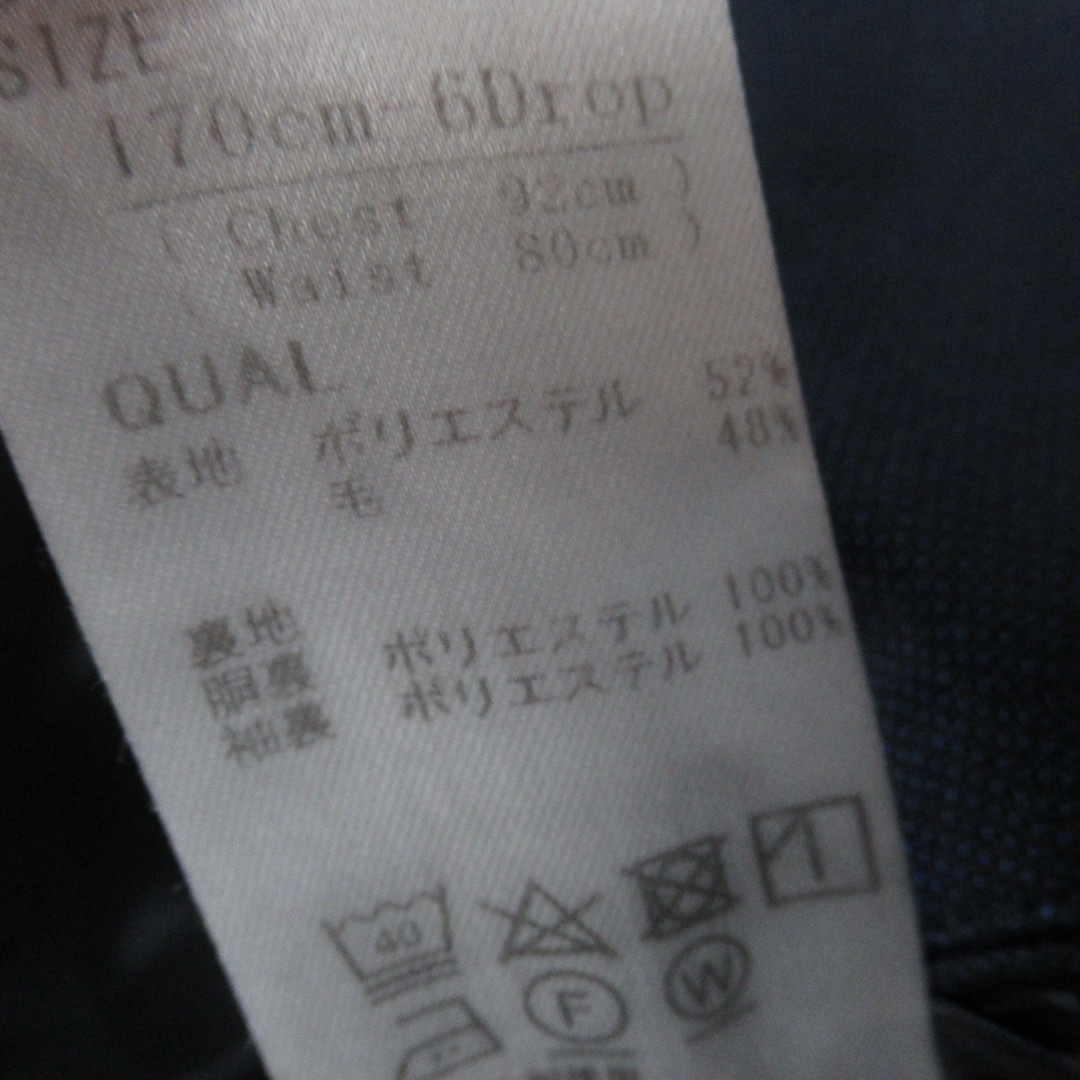 SIZE
170cm-6Drop
( Chest 92cm )
( Waist 80cm )
QUAL
表地 ポリエステル 52%
毛 48%
裏地
胴裏 ポリエステル 100%
袖裏 ポリエステル 100%
40
F
W